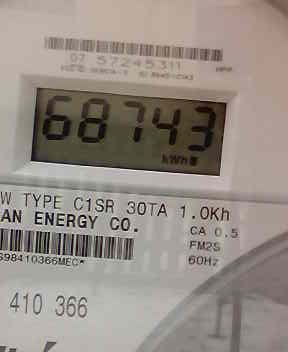 07 57245311
68743
kWh
W TYPE C1SR 30TA 1.0Kh
AN ENERGY CO.
CA 0.5
FM2S
60Hz
S98410366MEC*
410 366